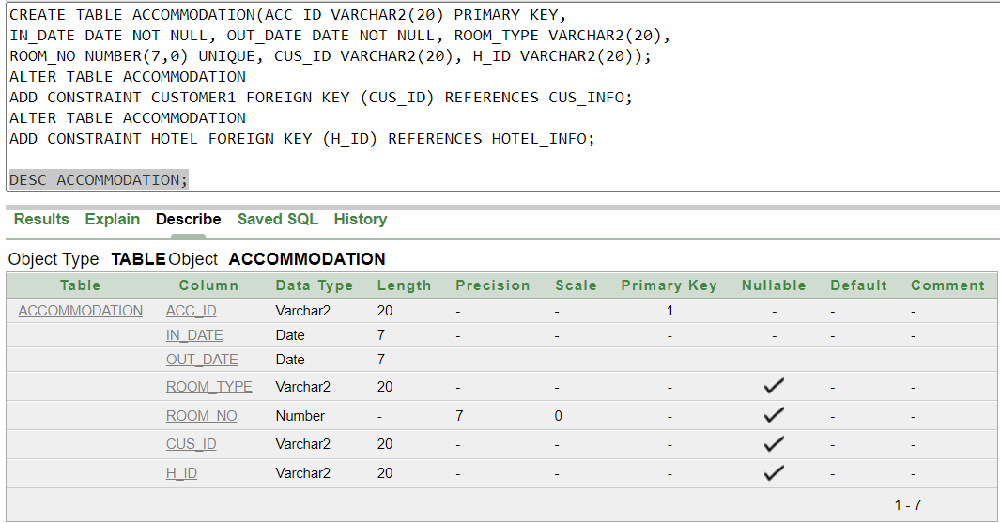 CREATE TABLE ACCOMMODATION(ACC_ID VARCHAR2(20) PRIMARY KEY,
IN_DATE DATE NOT NULL, OUT_DATE DATE NOT NULL, ROOM_TYPE VARCHAR2(20),
ROOM_NO NUMBER(7,0) UNIQUE, CUS_ID VARCHAR2(20), H_ID VARCHAR2(20));
ALTER TABLE ACCOMMODATION
ADD CONSTRAINT CUSTOMER1 FOREIGN KEY (CUS_ID) REFERENCES CUS_INFO;
ALTER TABLE ACCOMMODATION
ADD CONSTRAINT HOTEL FOREIGN KEY (H_ID) REFERENCES HOTEL_INFO;
DESC ACCOMMODATION;
Results Explain Describe Saved SQL History
Object Type TABLE Object ACCOMMODATION
Table Column Data Type Length Precision Scale Primary Key Nullable Default Comment
ACCOMMODATION ACC_ID Varchar2 20 - - 1 - - -
IN_DATE Date 7 - - - - - -
OUT_DATE Date 7 - - - - - -
ROOM_TYPE Varchar2 20 - - - ✓ - -
ROOM_NO Number - 7 0 - ✓ - -
CUS_ID Varchar2 20 - - - ✓ - -
H_ID Varchar2 20 - - - ✓ - -
1 - 7